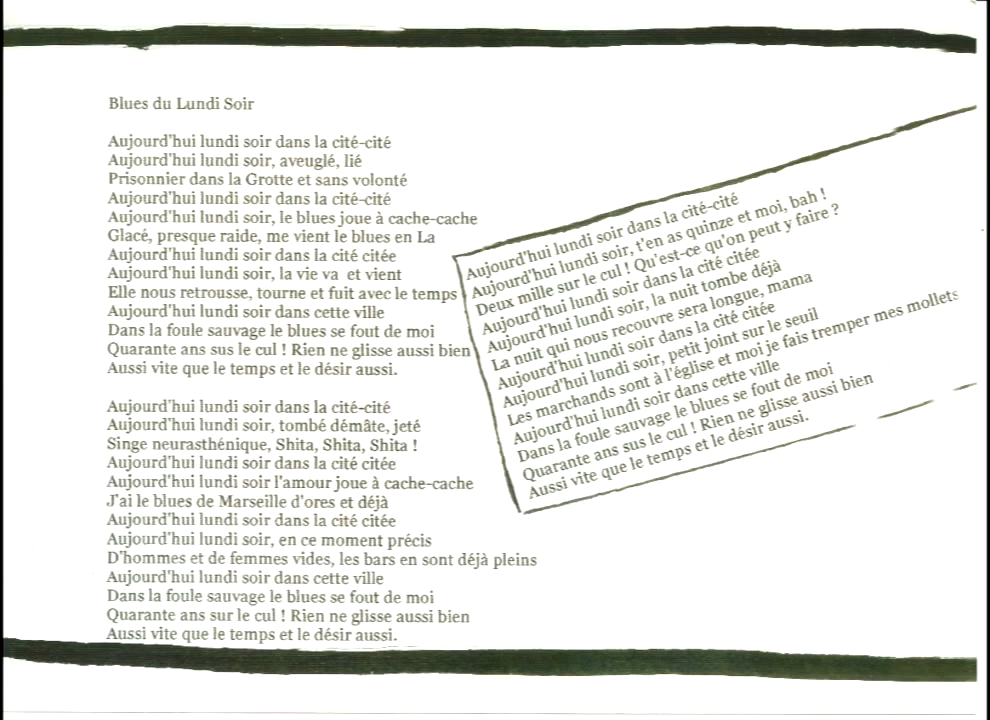 Blues du Lundi Soir
Aujourd'hui lundi soir dans la cité-cité
Aujourd'hui lundi soir, aveuglé, lié
Prisonnier dans la Grotte et sans volonté
Aujourd'hui lundi soir dans la cité-cité
Aujourd'hui lundi soir, le blues joue à cache-cache
Glacé, presque raide, me vient le blues en La
Aujourd'hui lundi soir dans la cité citée
Aujourd'hui lundi soir, la vie va et vient
Elle nous retrousse, tourne et fuit avec le temps
Aujourd'hui lundi soir dans cette ville
Dans la foule sauvage le blues se fout de moi
Quarante ans sus le cul ! Rien ne glisse aussi bien
Aussi vite que le temps et le désir aussi.
Aujourd'hui lundi soir dans la cité-cité
Aujourd'hui lundi soir, tombé démâte, jeté
Singe neurasthénique, Shita, Shita, Shita !
Aujourd'hui lundi soir dans la cité citée
Aujourd'hui lundi soir l'amour joue à cache-cache
J'ai le blues de Marseille d'ores et déjà
Aujourd'hui lundi soir dans la cité citée
Aujourd'hui lundi soir, en ce moment précis
D'hommes et de femmes vides, les bars en sont déjà pleins
Aujourd'hui lundi soir dans cette ville
Dans la foule sauvage le blues se fout de moi
Quarante ans sur le cul ! Rien ne glisse aussi bien
Aussi vite que le temps et le désir aussi.
Aujourd'hui lundi soir dans la cité-cité
Aujourd'hui lundi soir, t'en as quinze et moi, bah !
Deux mille sur le cul ! Qu'est-ce qu'on peut y faire ?
Aujourd'hui lundi soir dans la cité citée
Aujourd'hui lundi soir, la nuit tombe déjà
La nuit qui nous recouvre sera longue, mama
Aujourd'hui lundi soir dans la cité citée
Aujourd'hui lundi soir, petit joint sur le seuil
Les marchands sont à l'église et moi je fais tremper mes mollets
Aujourd'hui lundi soir dans cette ville
Dans la foule sauvage le blues se fout de moi
Quarante ans sus le cul ! Rien ne glisse aussi bien
Aussi vite que le temps et le désir aussi.